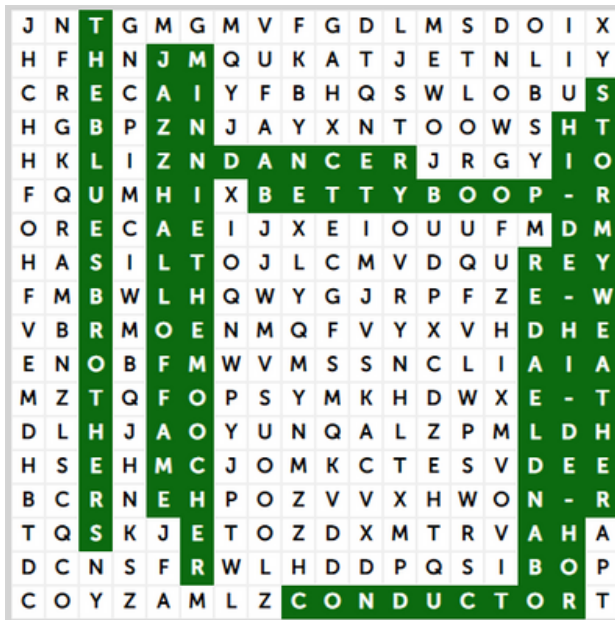 J N T G M G M V F G D L M S D O I X
H F H N J M Q U K A T J E T N L I Y
C R E C A I Y F B H Q S W L O B U S
H G B P Z N J A Y X N T O O W S H T
H K L I Z N D A N C E R J R G Y I O
F Q U M H I X B E T T Y B O O P - R
O R E C A E I J X E I O U U F M D M
H A S I L T O J L C M V D Q U R E Y
F M B W L H Q W Y G J R P F Z E - W
V B R M O E N M Q F V Y X V H D H E
E N O B F M W V M S S N C L I A I A
M Z T Q F O P S Y M K H D W X E - T
D L H J A O Y U N Q A L Z P M L D H
H S E H M C J O M K C T E S V D E E
B C R N E H P O Z V V X H W O N - R
T Q S K J E T O Z D X M T R V A H A
D C N S F R W L H D D P Q S I B O P
C O Y Z A M L Z C O N D U C T O R T